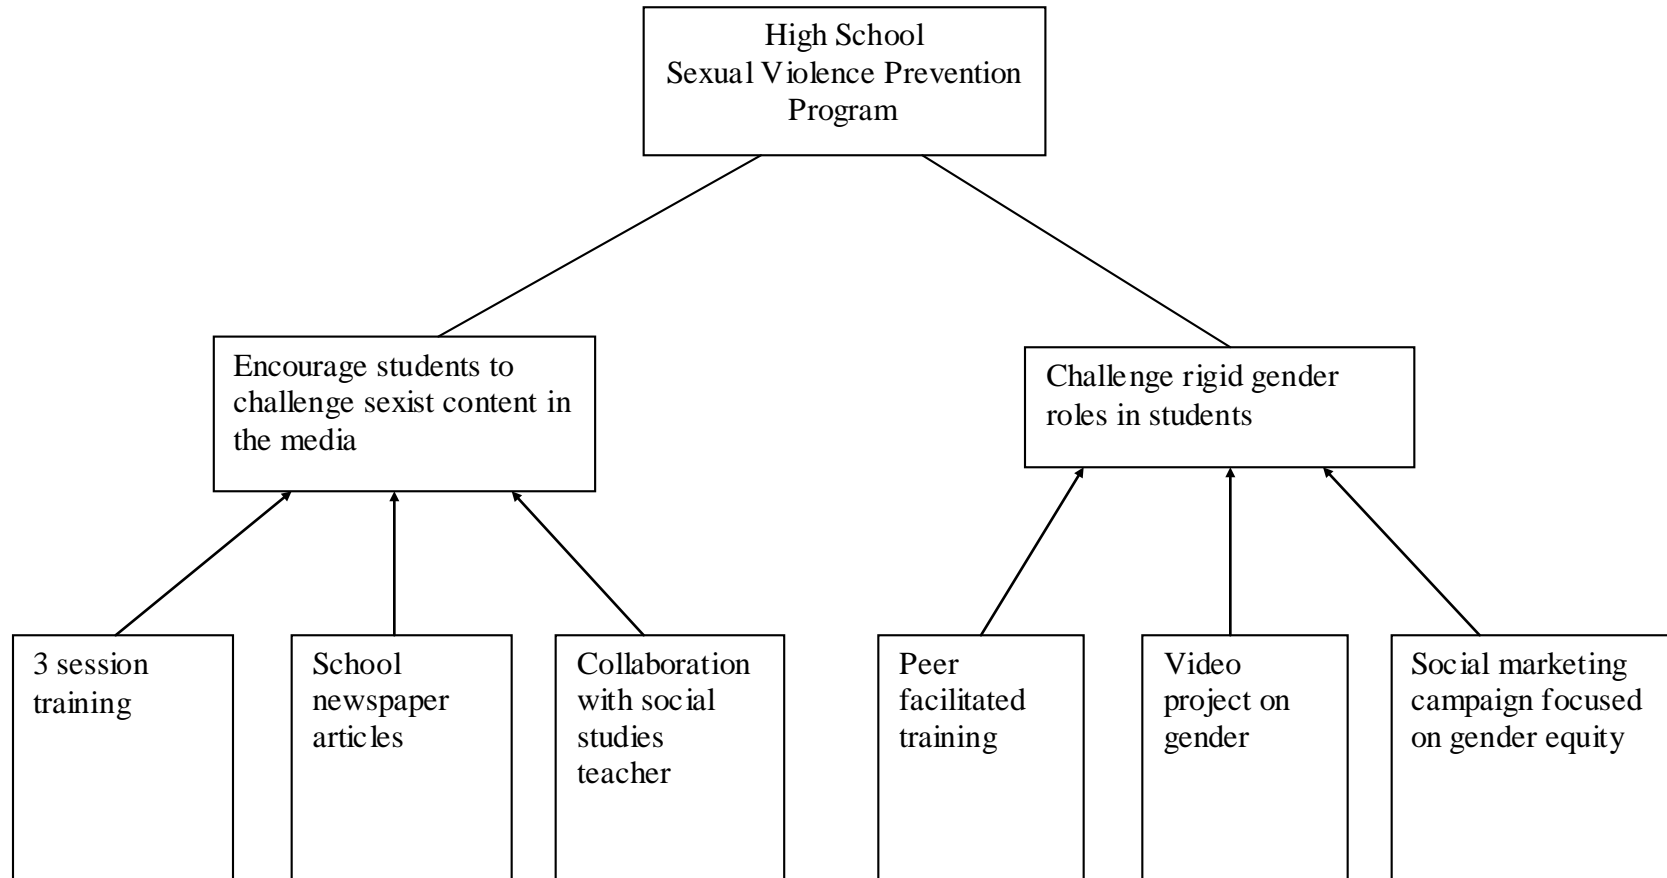 High School
Sexual Violence Prevention
Program
Encourage students to
challenge sexist content in
the media
Challenge rigid gender
roles in students
3 session
training
School
newspaper
articles
Collaboration
with social
studies
teacher
Peer
facilitated
training
Video
project on
gender
Social marketing
campaign focused
on gender equity